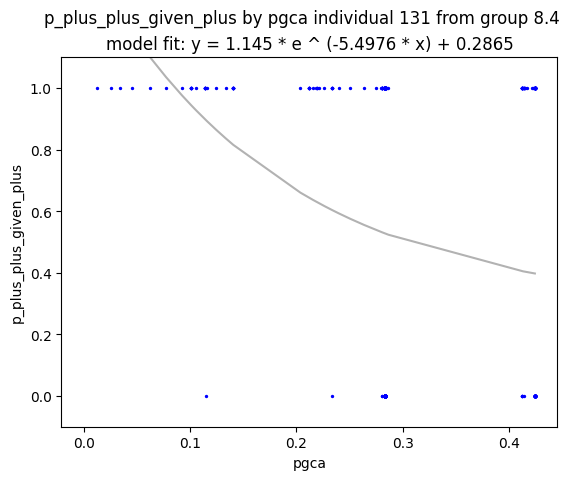 p_plus_plus_given_plus by pgca individual 131 from group 8.4
model fit: y = 1.145 * e ^ (-5.4976 * x) + 0.2865
p_plus_plus_given_plus
1.0
0.8
0.6
0.4
0.2
0.0
0.0 0.1 0.2 0.3 0.4
pgca